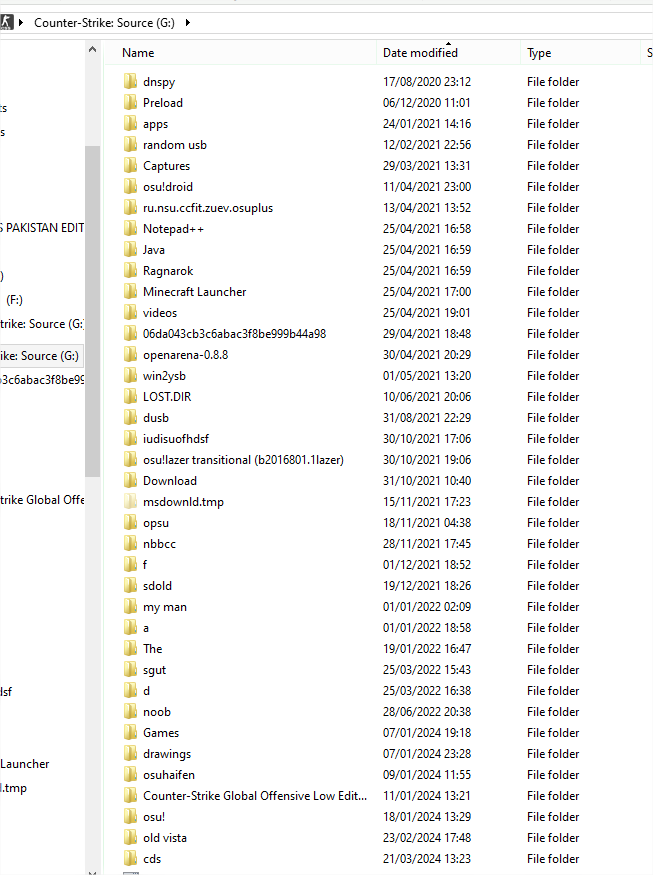 Counter-Strike: Source (G:)
Name Date modified Type S
dnspy 17/08/2020 23:12 File folder
Preload 06/12/2020 11:01 File folder
apps 24/01/2021 14:16 File folder
random usb 12/02/2021 22:56 File folder
Captures 29/03/2021 13:31 File folder
osu!droid 11/04/2021 23:00 File folder
ru.nsu.ccfit.zuev.osuplus 13/04/2021 13:52 File folder
Notepad++ 25/04/2021 16:58 File folder
Java 25/04/2021 16:59 File folder
Ragnarok 25/04/2021 16:59 File folder
Minecraft Launcher 25/04/2021 17:00 File folder
videos 25/04/2021 19:01 File folder
06da043cb3c6abac3f8be999b44a98 29/04/2021 18:48 File folder
openarena-0.8.8 30/04/2021 20:29 File folder
win2ysb 01/05/2021 13:20 File folder
LOST.DIR 10/06/2021 20:06 File folder
dusb 31/08/2021 22:29 File folder
iudisuofhdsf 30/10/2021 17:06 File folder
osu!lazer transitional (b2016801.1lazer) 30/10/2021 19:06 File folder
Download 31/10/2021 10:40 File folder
msdownld.tmp 15/11/2021 17:23 File folder
opsu 18/11/2021 04:38 File folder
nbbcc 28/11/2021 17:45 File folder
f 01/12/2021 18:52 File folder
sdold 19/12/2021 18:26 File folder
my man 01/01/2022 02:09 File folder
a 01/01/2022 18:58 File folder
The 19/01/2022 16:47 File folder
sgut 25/03/2022 15:43 File folder
d 25/03/2022 16:38 File folder
noob 28/06/2022 20:38 File folder
Games 07/01/2024 19:18 File folder
drawings 07/01/2024 23:28 File folder
osuhaifen 09/01/2024 11:55 File folder
Counter-Strike Global Offensive Low Edit... 11/01/2024 13:21 File folder
osu! 18/01/2024 13:29 File folder
old vista 23/02/2024 17:48 File folder
cds 21/03/2024 13:23 File folder
ts
s
S PAKISTAN EDIT
)
(F:)
trike: Source (G:)
ike: Source (G:)
b3c6abac3f8be99
trike Global Offe
dsf
Launcher
l.tmp